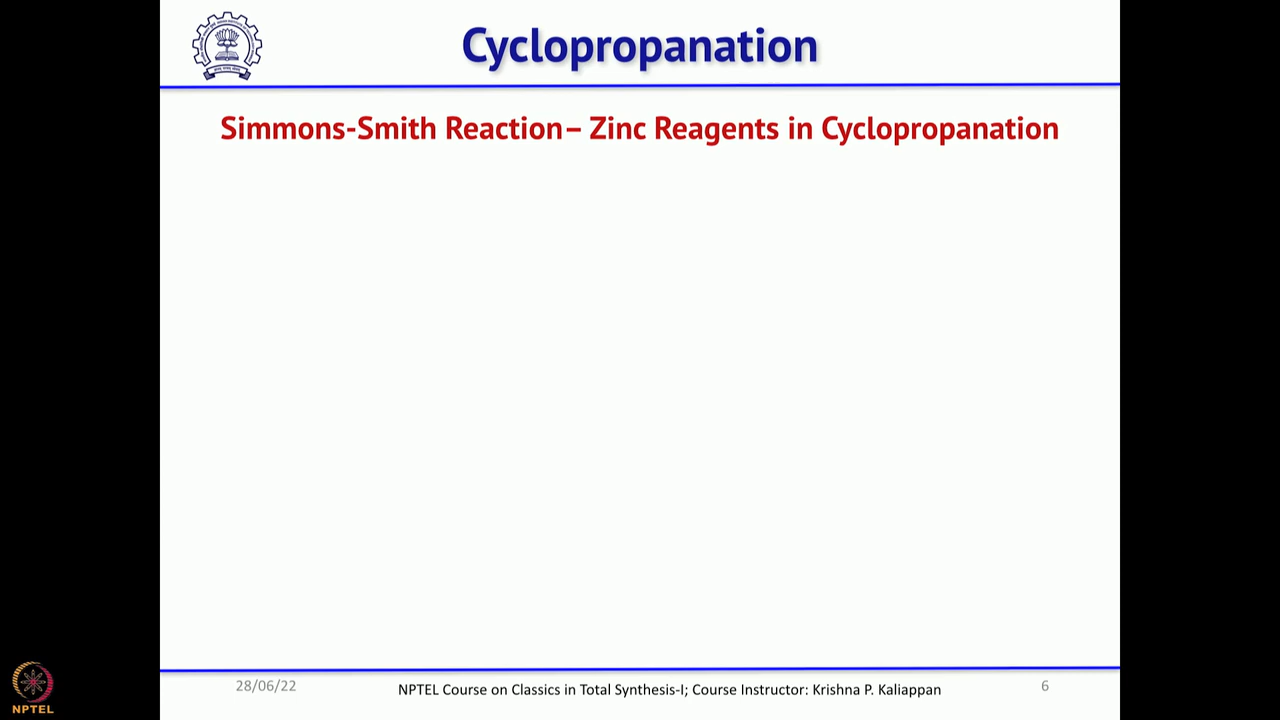 Cyclopropanation
Simmons-Smith Reaction– Zinc Reagents in Cyclopropanation
28/06/22
NPTEL Course on Classics in Total Synthesis-I; Course Instructor: Krishna P. Kaliappan
6
NPTEL